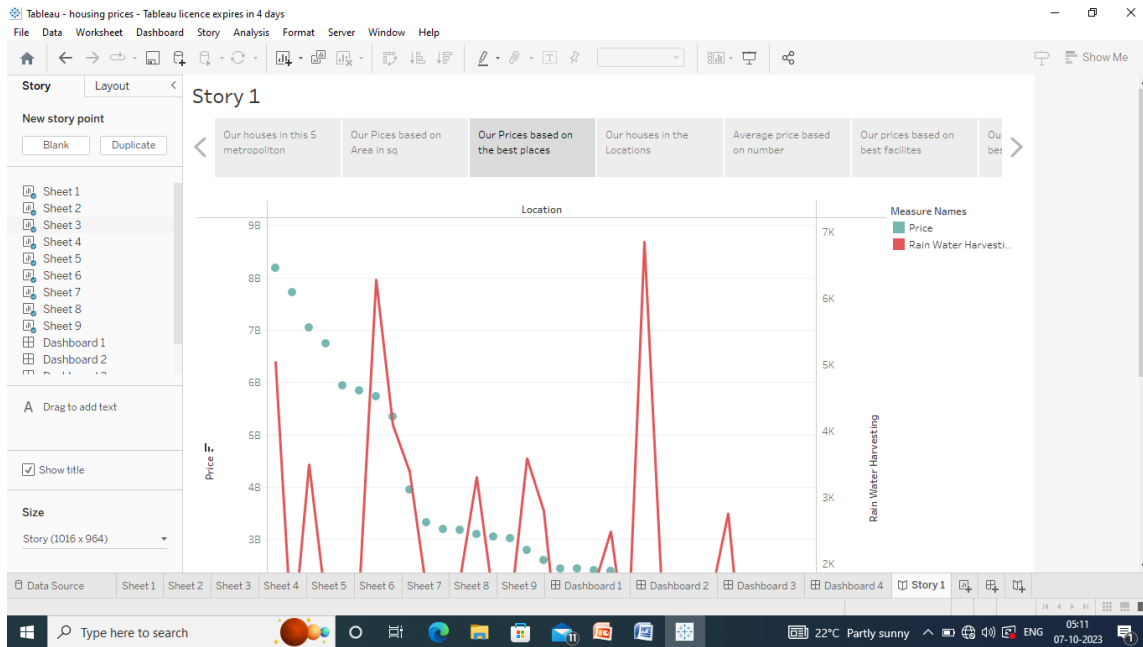 Tableau - housing prices - Tableau licence expires in 4 days
File Data Worksheet Dashboard Story Analysis Format Server Window Help
Show Me
Story Layout
New story point
Blank Duplicate
Sheet 1
Sheet 2
Sheet 3
Sheet 4
Sheet 5
Sheet 6
Sheet 7
Sheet 8
Sheet 9
Dashboard 1
Dashboard 2
A Drag to add text
Show title
Size
Story (1016 x 964)
Story 1
Our houses in this 5
metropoliton
Our Pices based on
Area in sq
Our Prices based on
the best places
Our houses in the
Locations
Average price based
on number
Our prices based on
best facilites
Ou
bes
Location
9B
8B
7B
6B
5B
4B
3B
Price
7K
6K
5K
4K
3K
2K
Rain Water Harvesting
Measure Names
Price
Rain Water Harvesti..
Data Source Sheet 1 Sheet 2 Sheet 3 Sheet 4 Sheet 5 Sheet 6 Sheet 7 Sheet 8 Sheet 9 Dashboard 1 Dashboard 2 Dashboard 3 Dashboard 4 Story 1
Type here to search
11
22°C Partly sunny
ENG
05:11
07-10-2023
1